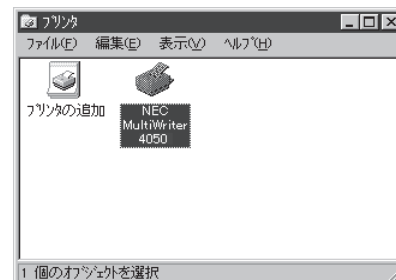 プリンタ
ファイル(F) 編集(E) 表示(V) ヘルプ(H)
プリンタの追加
NEC
MultiWriter
4050
1 個のオブジェクトを選択